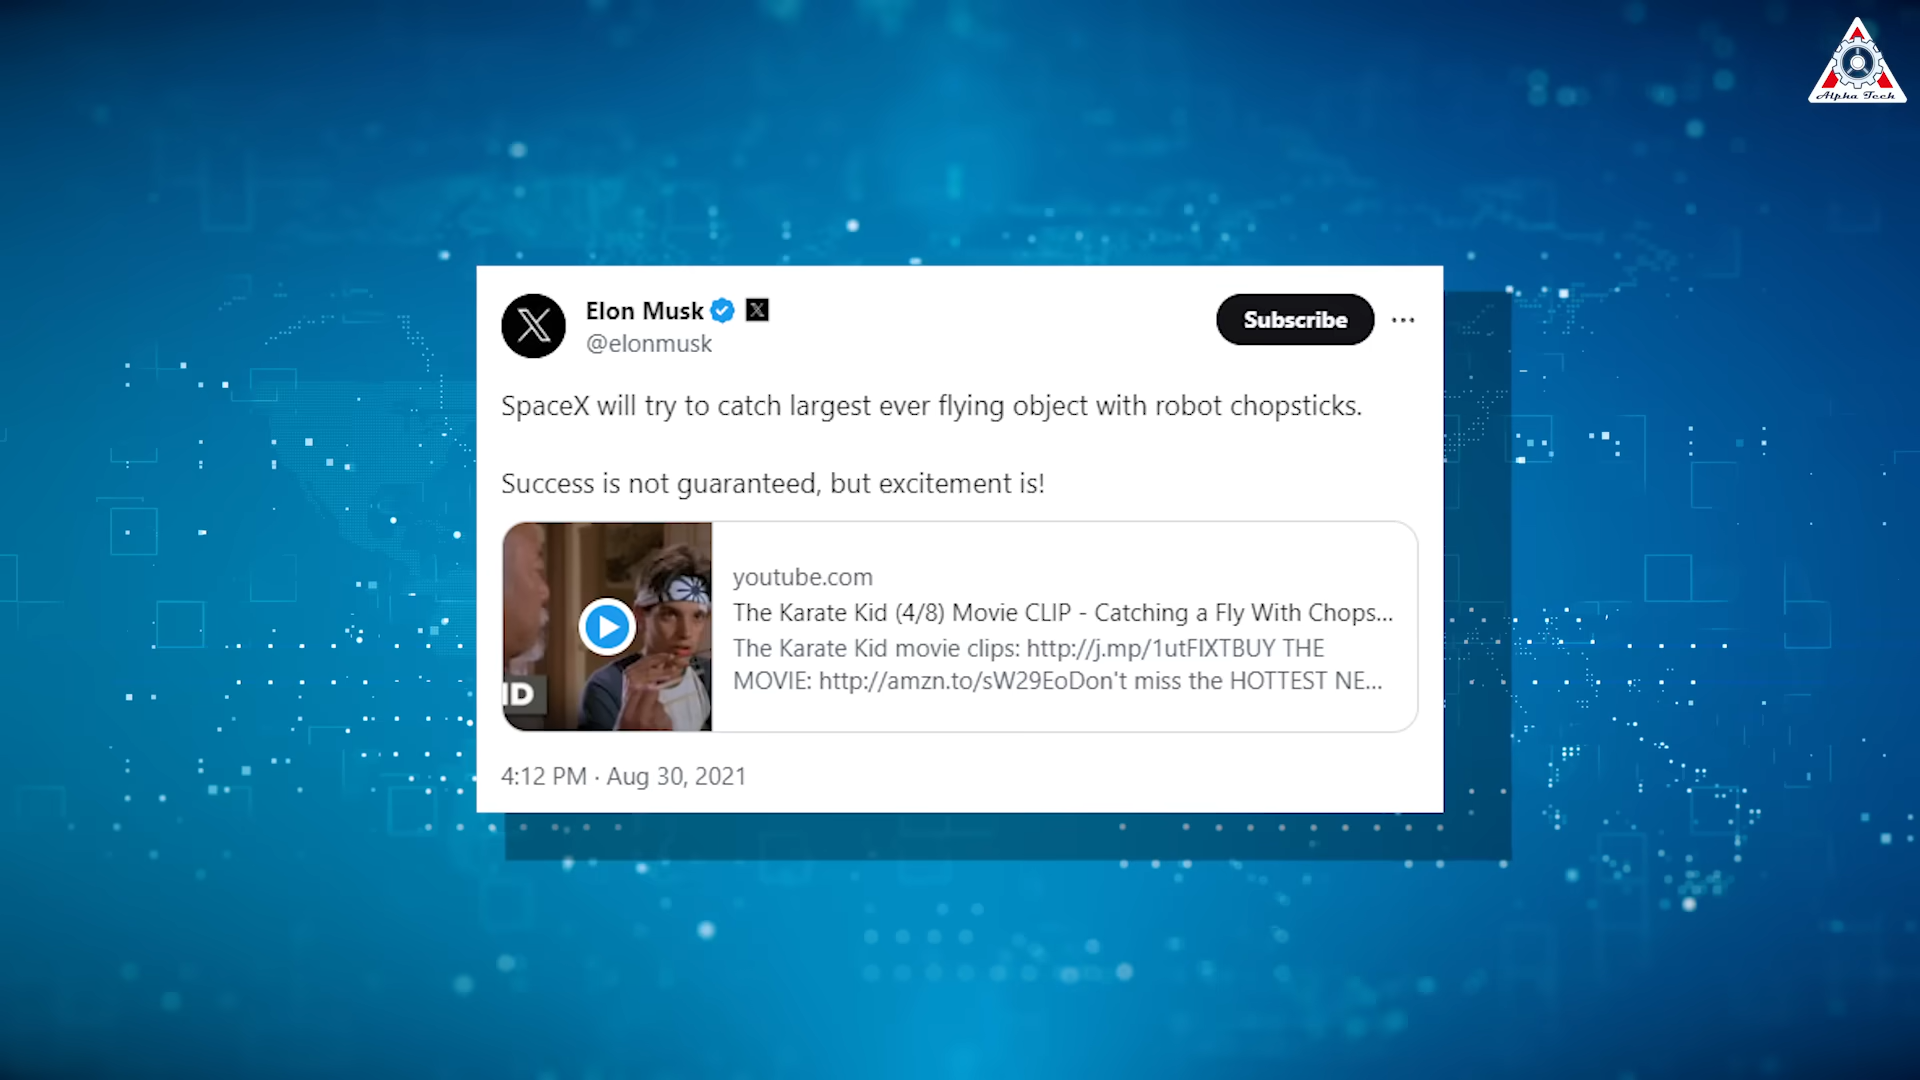 Alpha Tech
Elon Musk
@elonmusk
Subscribe
SpaceX will try to catch largest ever flying object with robot chopsticks.
Success is not guaranteed, but excitement is!
youtube.com
The Karate Kid (4/8) Movie CLIP - Catching a Fly With Chops...
The Karate Kid movie clips: http://j.mp/1utFIXTBUY THE
MOVIE: http://amzn.to/sW29EoDon't miss the HOTTEST NE...
ID
4:12 PM · Aug 30, 2021